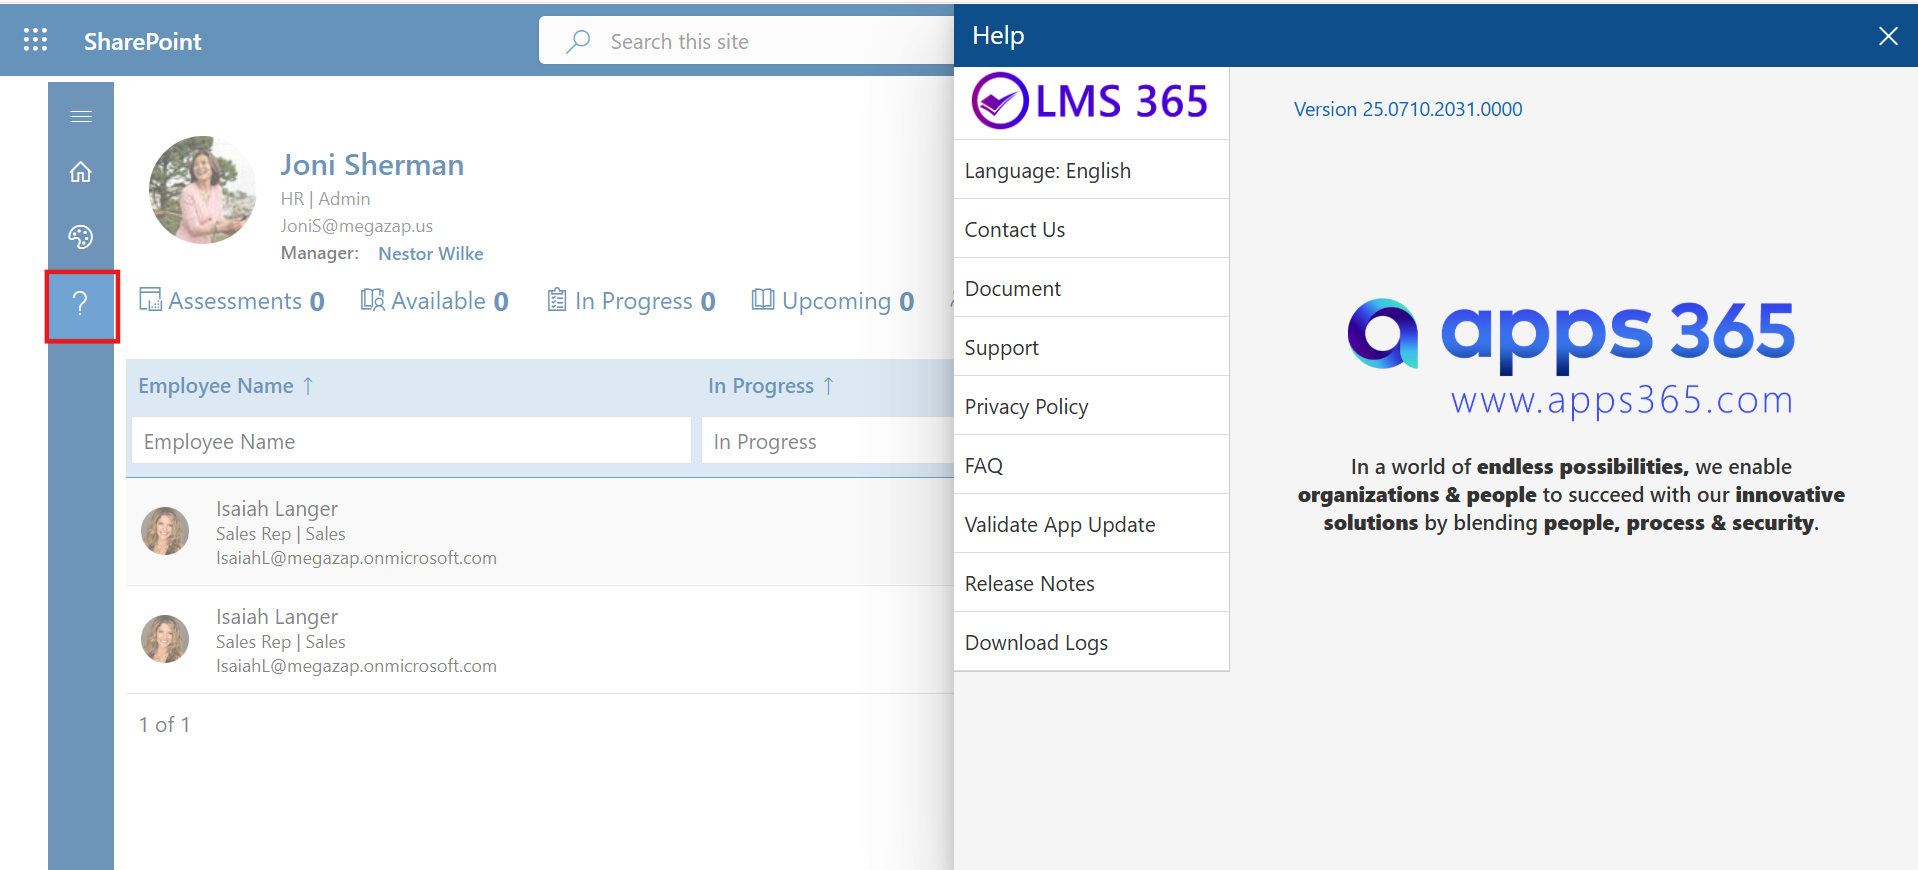 SharePoint
Search this site
Joni Sherman
HR | Admin
JoniS@megazap.us
Manager: Nestor Wilke
Assessments 0 Available 0 In Progress 0 Upcoming 0
Employee Name ↑ In Progress ↑
Employee Name In Progress
Isaiah Langer
Sales Rep | Sales
IsaiahL@megazap.onmicrosoft.com
Isaiah Langer
Sales Rep | Sales
IsaiahL@megazap.onmicrosoft.com
1 of 1
?
Help
LMS 365
Language: English
Contact Us
Document
Support
Privacy Policy
FAQ
Validate App Update
Release Notes
Download Logs
Version 25.0710.2031.0000
apps 365
www.apps365.com
In a world of endless possibilities, we enable
organizations & people to succeed with our innovative
solutions by blending people, process & security.